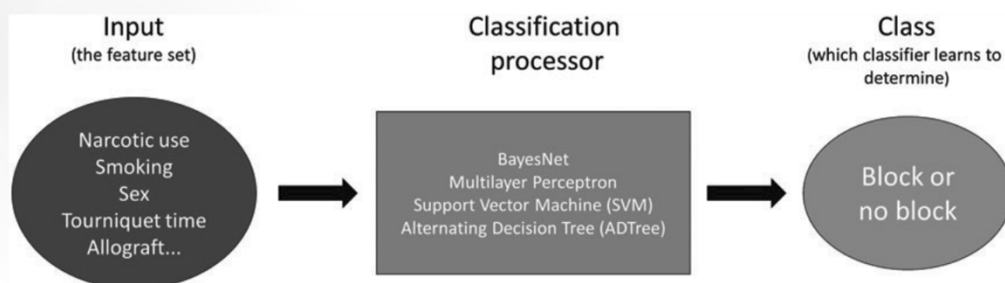 Input
(the feature set)
Narcotic use
Smoking
Sex
Tourniquet time
Allograft...
Classification
processor
BayesNet
Multilayer Perceptron
Support Vector Machine (SVM)
Alternating Decision Tree (ADTree)
Class
(which classifier learns to
determine)
Block or
no block